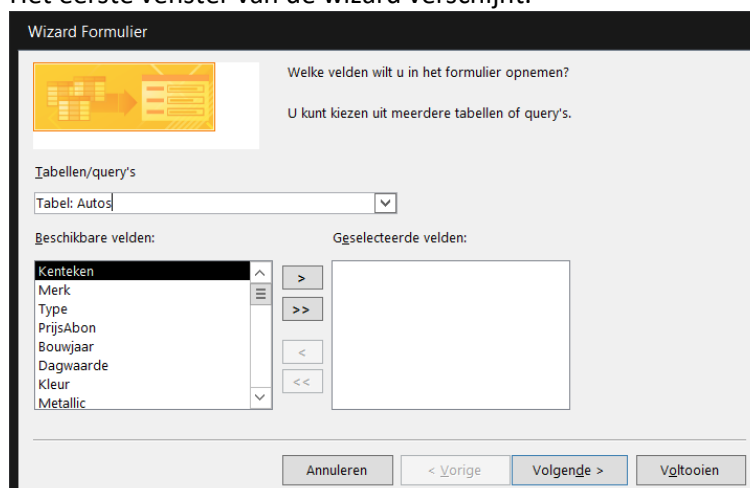 Het eerste venster van de wizard verschijnt.
Wizard Formulier
Welke velden wilt u in het formulier opnemen?
U kunt kiezen uit meerdere tabellen of query's.
Tabellen/query's
Tabel: Autos
Beschikbare velden:
Geselecteerde velden:
Kenteken
Merk
Type
PrijsAbon
Bouwjaar
Dagwaarde
Kleur
Metallic
>
>>
<
<<
Annuleren
< Vorige
Volgende >
Voltooien